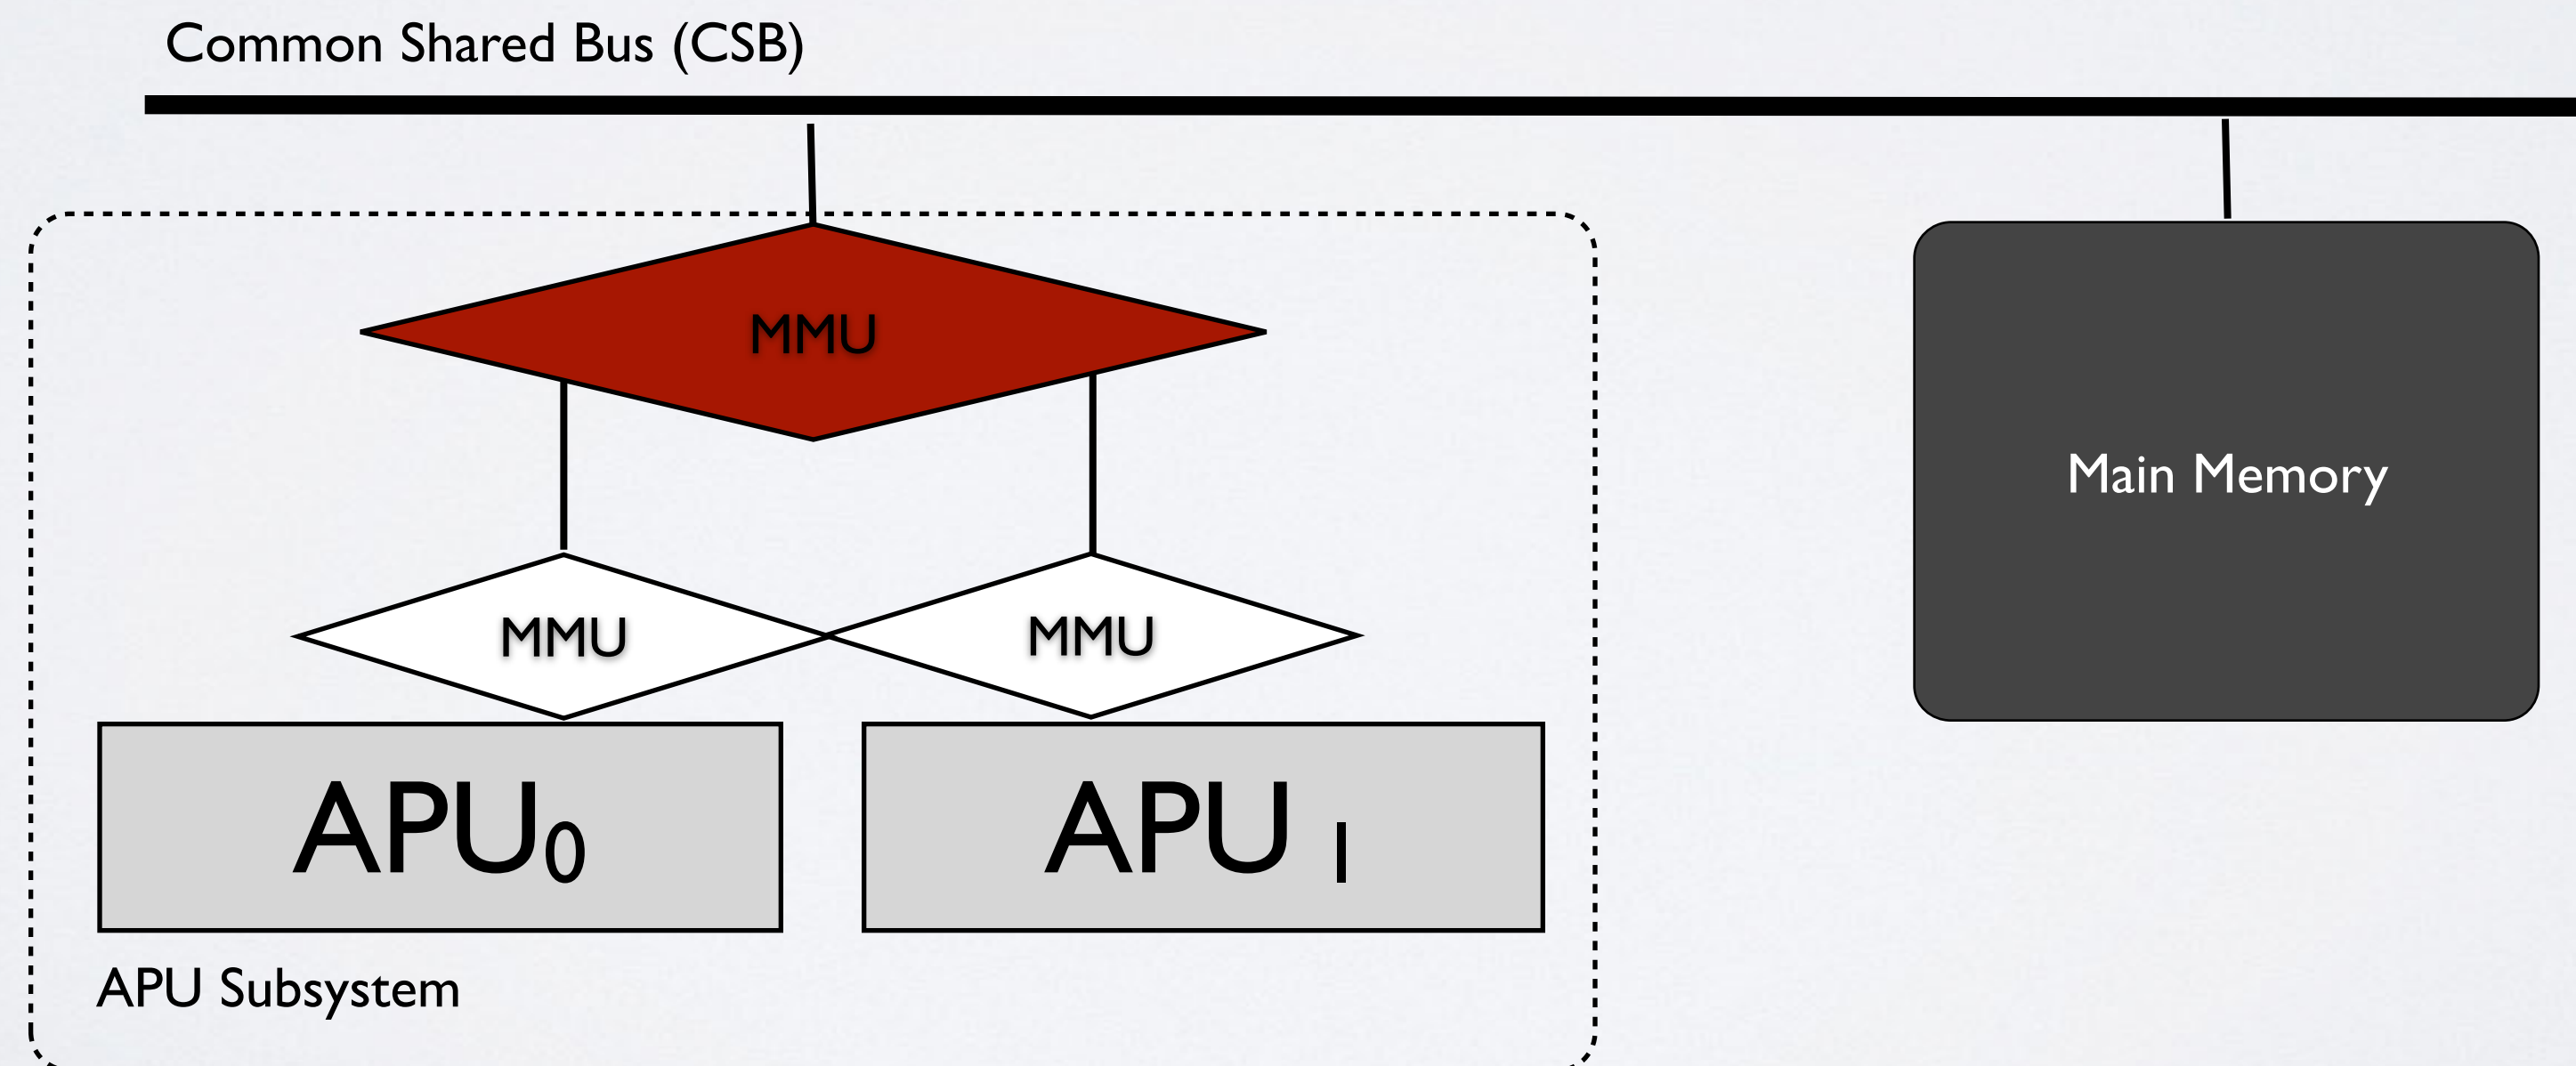 Common Shared Bus (CSB)
MMU
Main Memory
MMU
MMU
APU0
APU 1
APU Subsystem